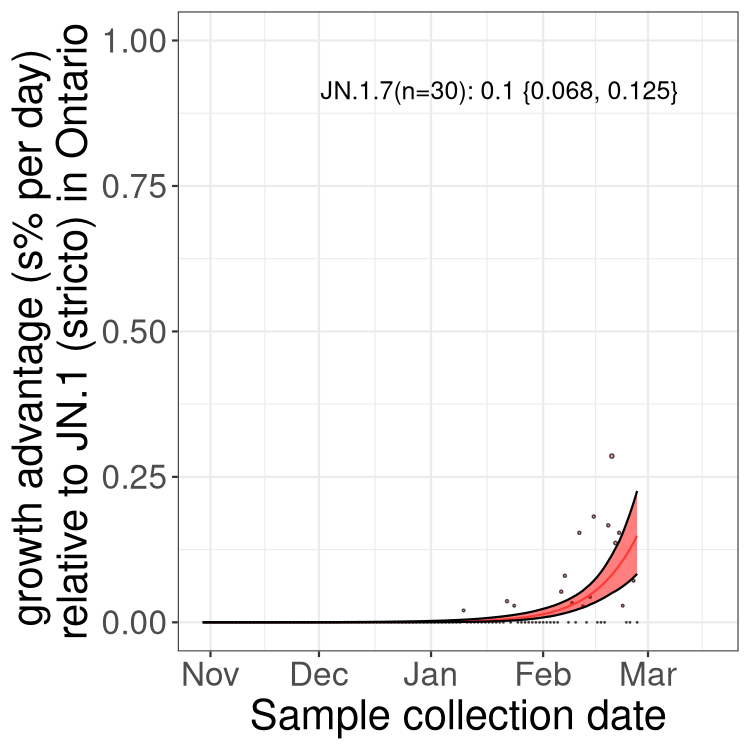 growth advantage (s% per day)
relative to JN.1 (stricto) in Ontario
1.00
0.75
0.50
0.25
0.00
JN.1.7(n=30): 0.1 {0.068, 0.125}
Nov Dec Jan Feb Mar
Sample collection date